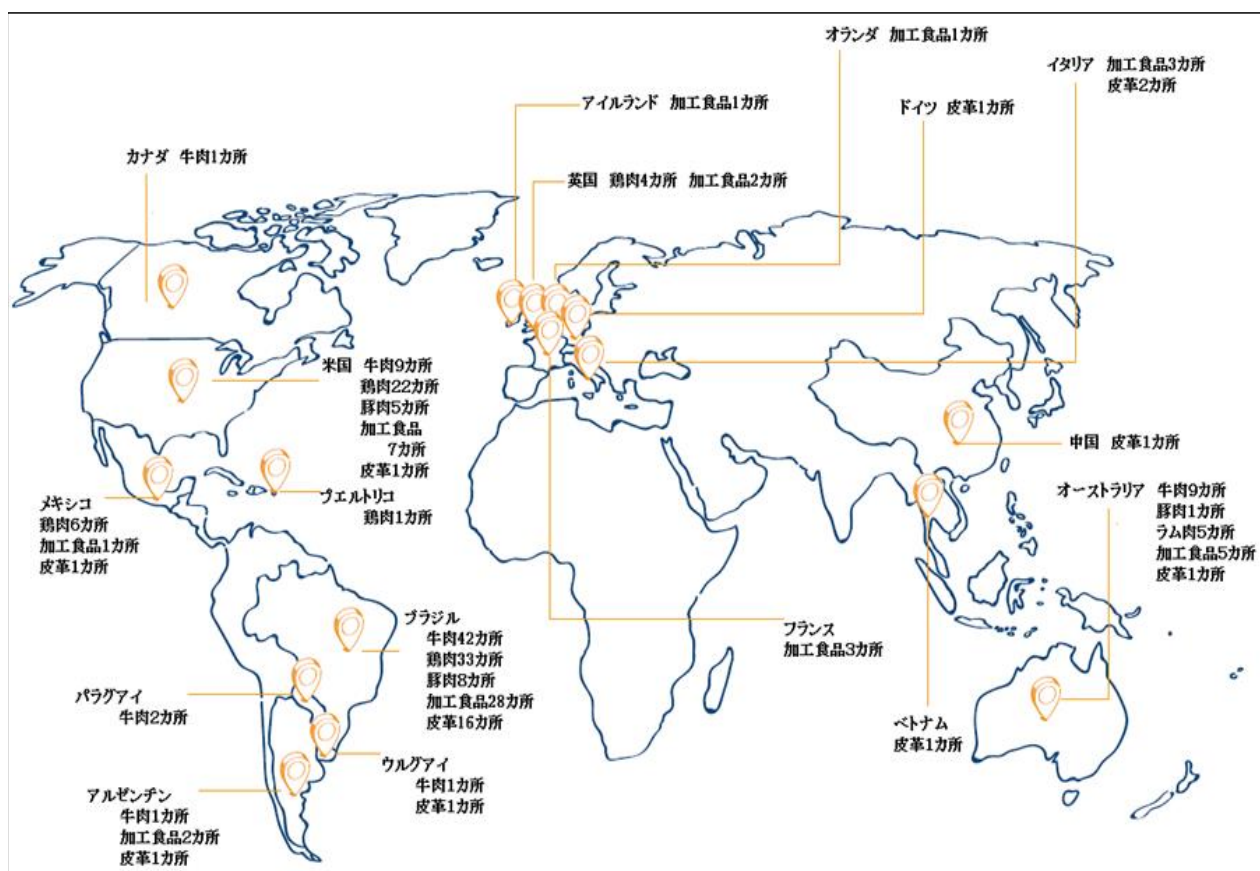 オランダ 加工食品1カ所
イタリア 加工食品3カ所
皮革2カ所
アイルランド 加工食品1カ所
ドイツ 皮革1カ所
カナダ 牛肉1カ所
英国 鶏肉4カ所 加工食品2カ所
米国 牛肉9カ所
鶏肉22カ所
豚肉5カ所
加工食品
7カ所
皮革1カ所
中国 皮革1カ所
メキシコ
鶏肉6カ所
加工食品1カ所
皮革1カ所
プエルトリコ
鶏肉1カ所
オーストラリア 牛肉9カ所
豚肉1カ所
ラム肉5カ所
加工食品5カ所
皮革1カ所
ブラジル
牛肉42カ所
鶏肉33カ所
豚肉8カ所
加工食品28カ所
皮革16カ所
フランス
加工食品3カ所
パラグアイ
牛肉2カ所
ベトナム
皮革1カ所
ウルグアイ
牛肉1カ所
皮革1カ所
アルゼンチン
牛肉1カ所
加工食品2カ所
皮革1カ所